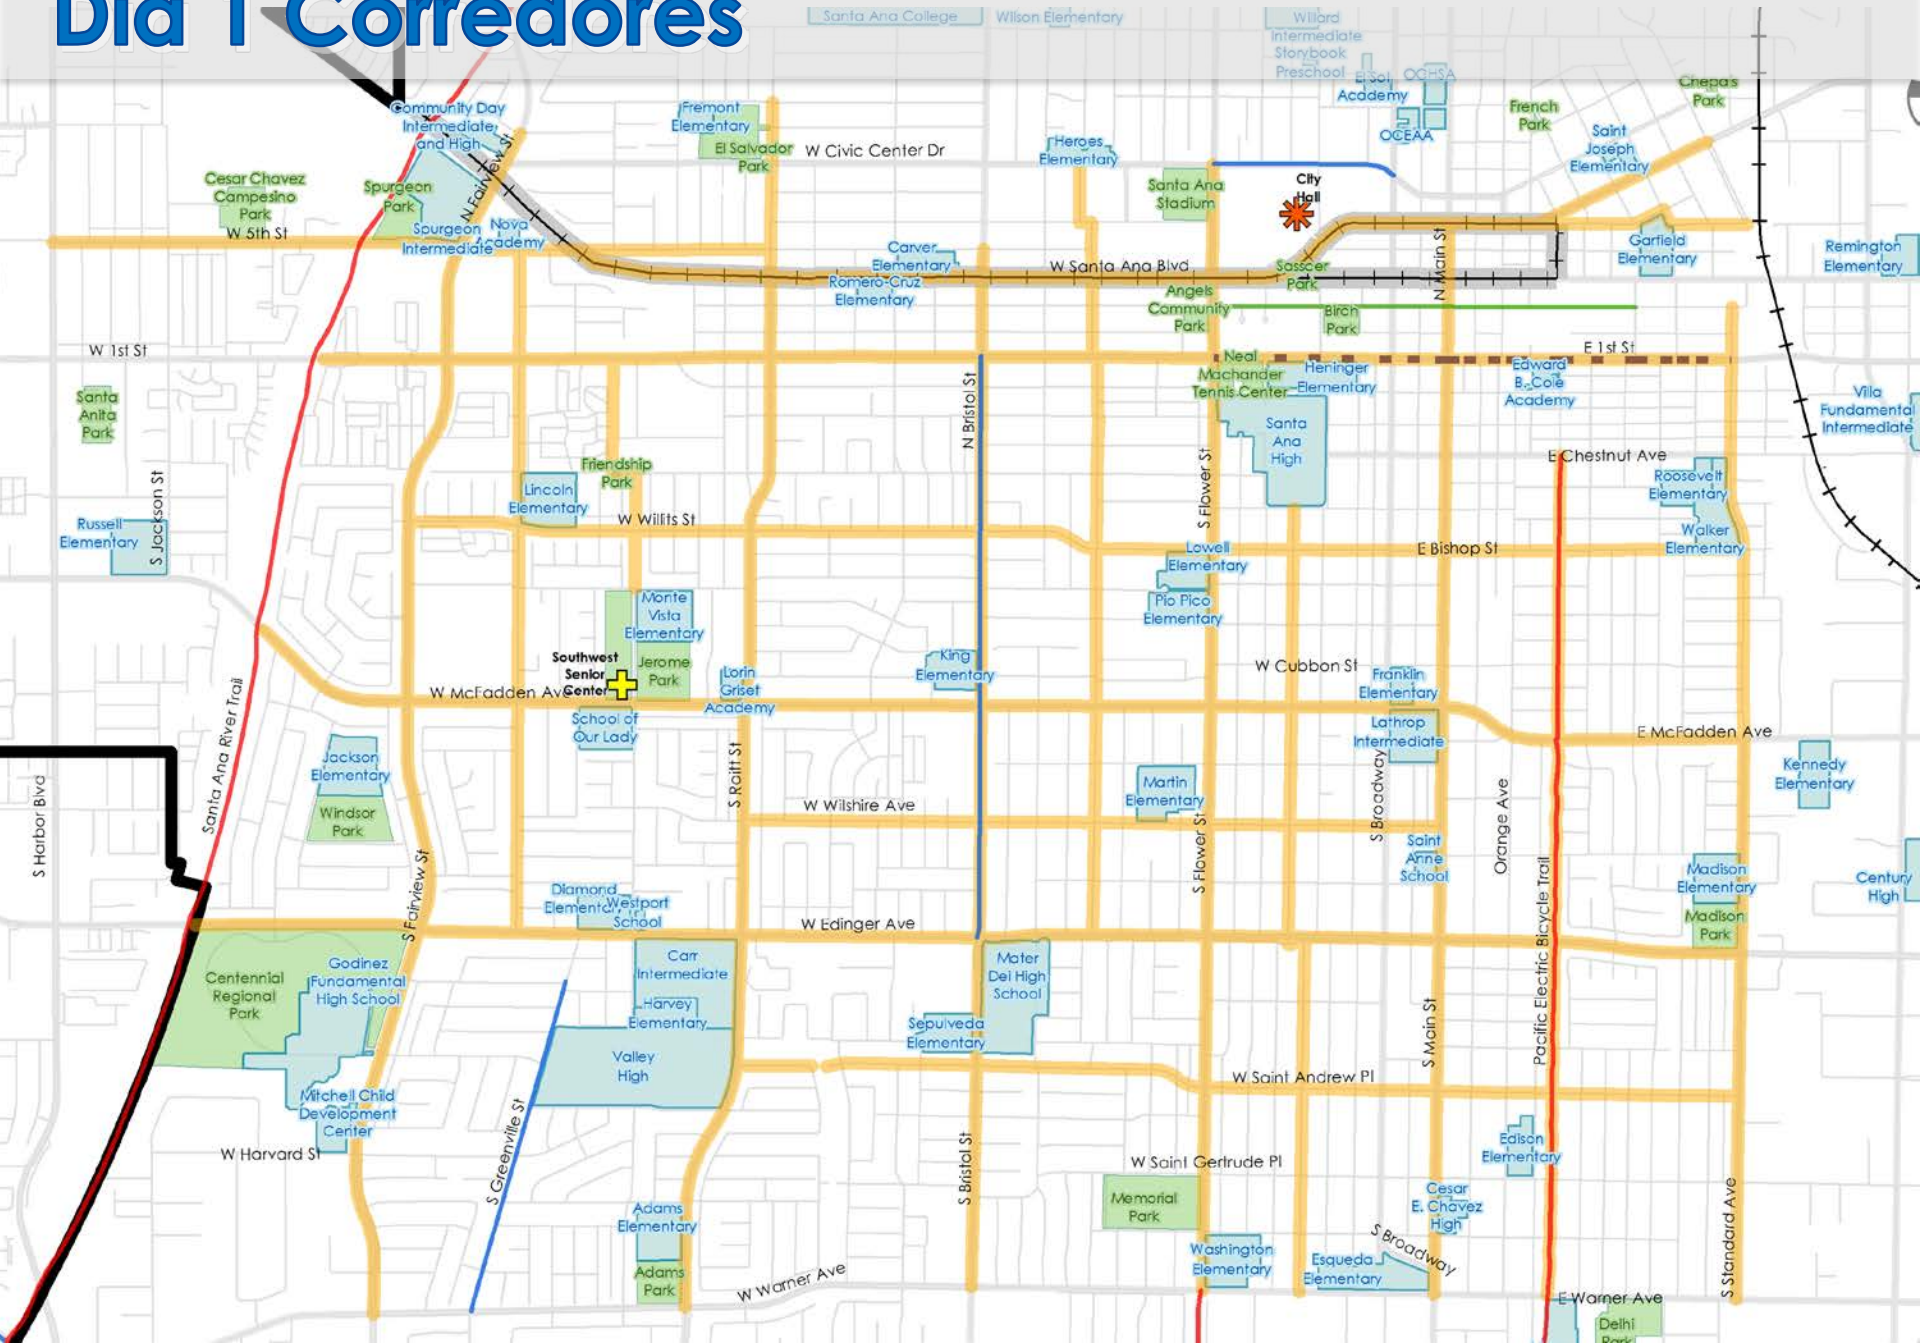 Día 1 Corredores
Santa Ana College
Wilson Elementary
Willard
Intermediate
Storybook
Preschool
El Sol
Academy
OCHSA
OCEAA
Chepa's
Park
French
Park
Saint
Joseph
Elementary
Community Day
Intermediate
and High
Fremont
Elementary
El Salvador
Park
W Civic Center Dr
Heroes
Elementary
Cesar Chavez
Campesino
Park
Spurgeon
Park
N Fairview St
Santa Ana
Stadium
City
Hall
W 5th St
Spurgeon
Intermediate
Nova
Academy
Carver
Elementary
Romero-Cruz
Elementary
W Santa Ana Blvd
Sasscer
Park
N Main St
Garfield
Elementary
Remington
Elementary
Angels
Community
Park
Birch
Park
W 1st St
E 1st St
Neal
Machander
Tennis Center
Heninger
Elementary
Edward
B. Cole
Academy
Santa
Anita
Park
N Bristol St
Villa
Fundamental
Intermediate
Santa
Ana
High
S Flower St
E Chestnut Ave
Friendship
Park
Lincoln
Elementary
Roosevelt
Elementary
S Jackson St
Russell
Elementary
W Willits St
Walker
Elementary
E Bishop St
Lowell
Elementary
Pio Pico
Elementary
Monte
Vista
Elementary
Southwest
Senior
Center
Jerome
Park
Lorin
Griset
Academy
King
Elementary
W Cubbon St
Franklin
Elementary
W McFadden Ave
School of
Our Lady
Lathrop
Intermediate
E McFadden Ave
Santa Ana River Trail
Jackson
Elementary
Windsor
Park
S Raitt St
Martin
Elementary
Kennedy
Elementary
S Harbor Blvd
W Wilshire Ave
S Broadway
Orange Ave
S Flower St
Saint
Anne
School
S Fairview St
Madison
Elementary
Madison
Park
Century
High
Diamond
Elementary
Westport
School
W Edinger Ave
Pacific Electric Bicycle Trail
Centennial
Regional
Park
Godinez
Fundamental
High School
Carr
Intermediate
Harvey
Elementary
Mater
Dei High
School
Sepulveda
Elementary
S Main St
Valley
High
W Saint Andrew Pl
Mitchell Child
Development
Center
W Harvard St
S Greenville St
S Bristol St
W Saint Gertrude Pl
Edison
Elementary
Memorial
Park
Cesar
E. Chavez
High
S Standard Ave
Adams
Elementary
Adams
Park
Washington
Elementary
S Broadway
Esqueda
Elementary
W Warner Ave
E Warner Ave
Delhi
Park